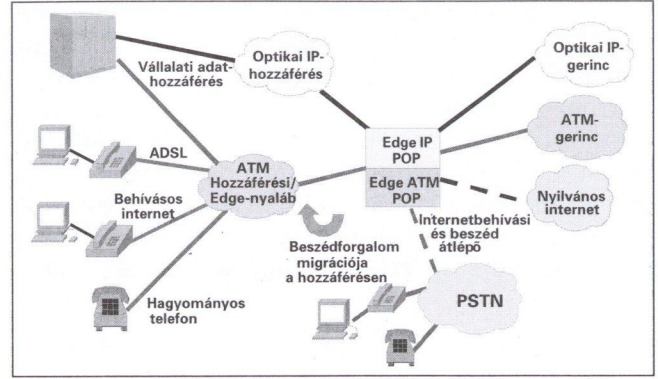 Vállalati adat-
hozzáférés
Optikai IP-
hozzáférés
Optikai IP-
gerinc
ATM-
gerinc
Edge IP
POP
Edge ATM
POP
ADSL
ATM
Hozzáférési/
Edge-nyaláb
Behívásos
internet
Nyilvános
internet
Internetbehívási
és beszéd
átlépő
Beszédforgalom
migrációja
a hozzáférésen
Hagyományos
telefon
PSTN